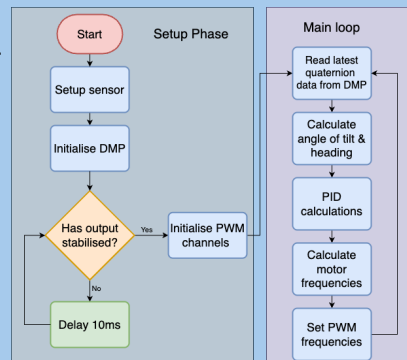 Start
Setup Phase
Setup sensor
Initialise DMP
Has output
stabilised?
Yes
Initialise PWM
channels
No
Delay 10ms
Main loop
Read latest
quaternion
data from DMP
Calculate
angle of tilt &
heading
PID
calculations
Calculate
motor
frequencies
Set PWM
frequencies